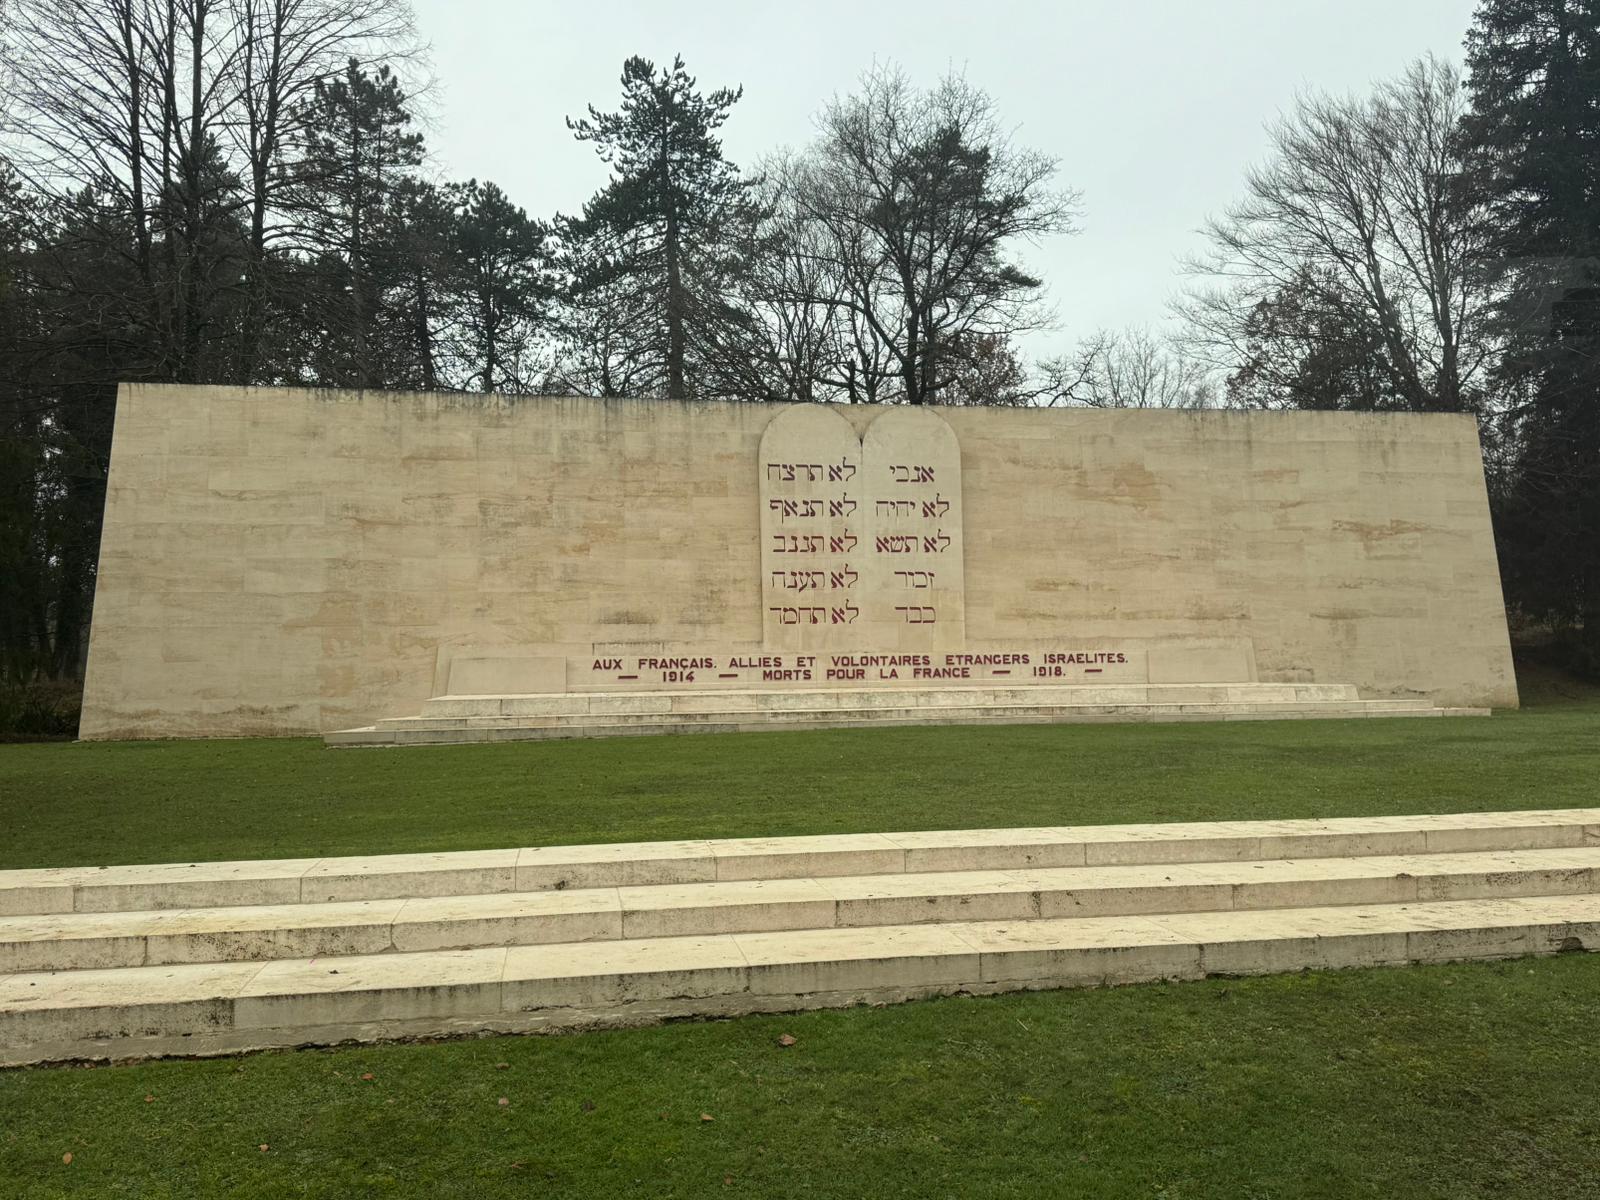 אנכי
לא יהיה
לא תשא
זכור
כבד
לא תרצח
לא תנאף
לא תגנב
לא תענה
לא תחמד
AUX FRANÇAIS. ALLIES ET VOLONTAIRES ETRANGERS ISRAELITES.
— 1914 — MORTS POUR LA FRANCE — 1918. —